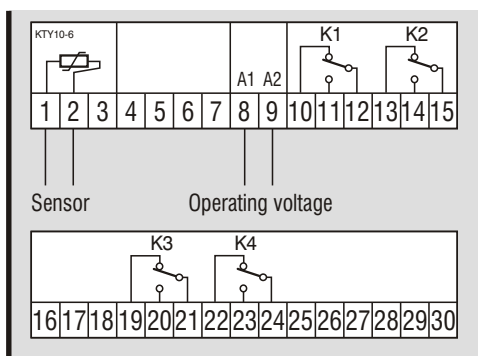 KTY10-6
K1 K2
A1 A2
1 2 3 4 5 6 7 8 9 10 11 12 13 14 15
Sensor Operating voltage
K3 K4
16 17 18 19 20 21 22 23 24 25 26 27 28 29 30